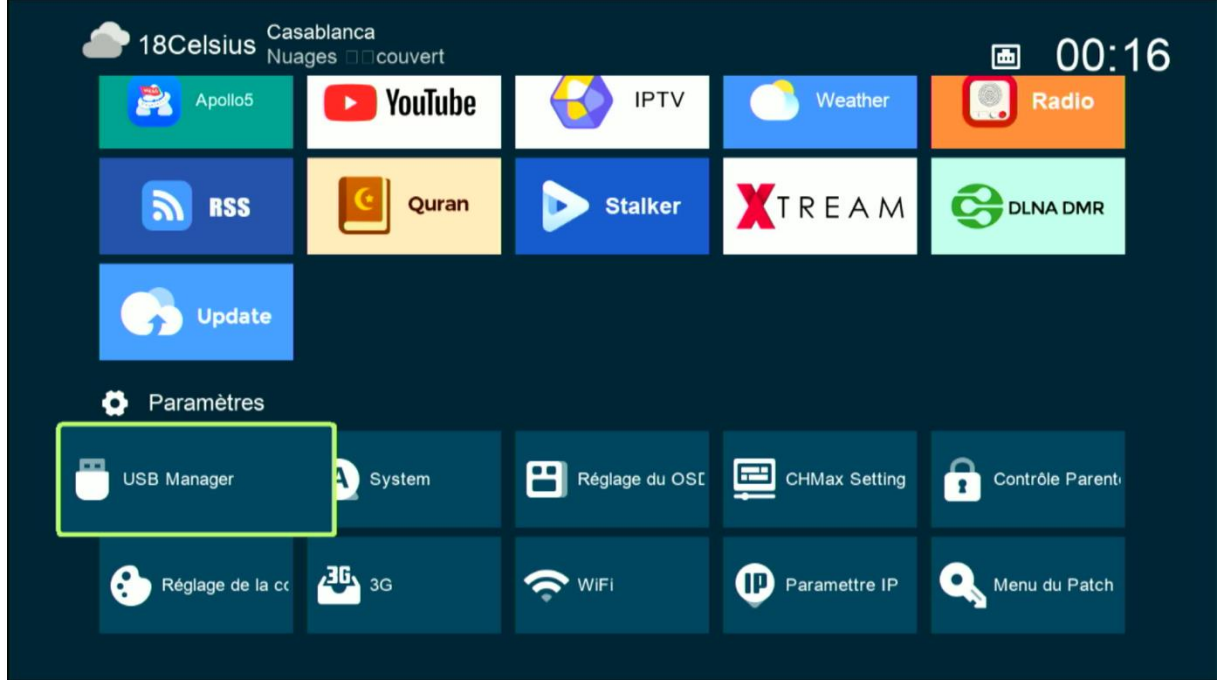 18Celsius
Casablanca
Nuages □□couvert
00:16
Apollo5
YouTube
IPTV
Weather
Radio
RSS
Quran
Stalker
XTREAM
DLNA DMR
Update
Paramètres
USB Manager
System
Réglage du OSD
CHMax Setting
Contrôle Parent
Réglage de la co
3G
3G
WiFi
IP
Paramettre IP
Menu du Patch